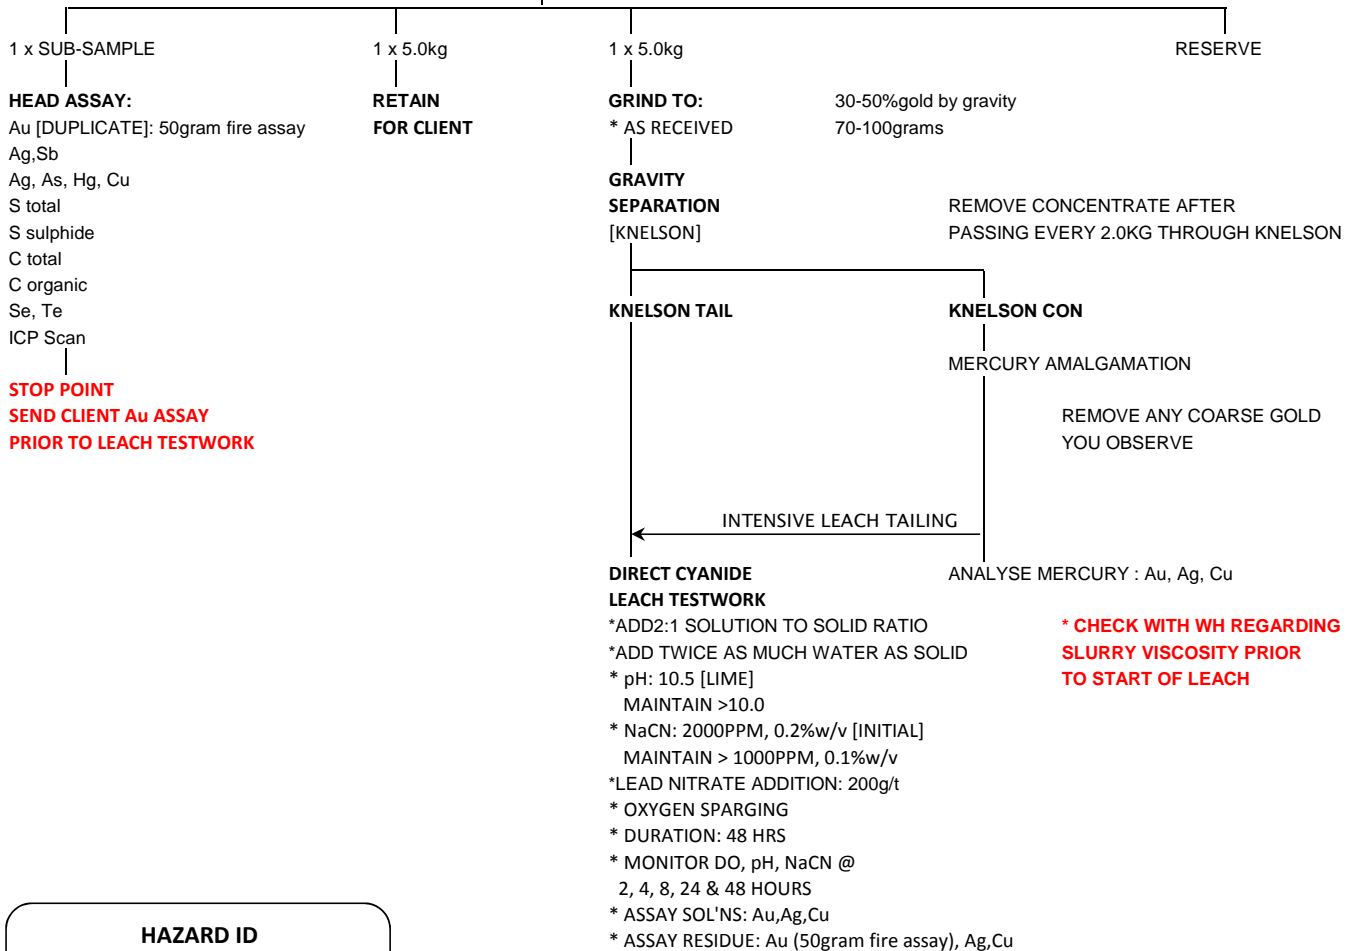 1 x SUB-SAMPLE
1 x 5.0kg
1 x 5.0kg
RESERVE
HEAD ASSAY:
Au [DUPLICATE]: 50gram fire assay
Ag,Sb
Ag, As, Hg, Cu
S total
S sulphide
C total
C organic
Se, Te
ICP Scan
STOP POINT
SEND CLIENT Au ASSAY
PRIOR TO LEACH TESTWORK
RETAIN
FOR CLIENT
GRIND TO:
* AS RECEIVED
30-50%gold by gravity
70-100grams
GRAVITY
SEPARATION
[KNELSON]
REMOVE CONCENTRATE AFTER
PASSING EVERY 2.0KG THROUGH KNELSON
KNELSON TAIL
KNELSON CON
MERCURY AMALGAMATION
REMOVE ANY COARSE GOLD
YOU OBSERVE
INTENSIVE LEACH TAILING
DIRECT CYANIDE
LEACH TESTWORK
*ADD2:1 SOLUTION TO SOLID RATIO
*ADD TWICE AS MUCH WATER AS SOLID
* pH: 10.5 [LIME]
MAINTAIN >10.0
* NaCN: 2000PPM, 0.2%w/v [INITIAL]
MAINTAIN > 1000PPM, 0.1%w/v
*LEAD NITRATE ADDITION: 200g/t
* OXYGEN SPARGING
* DURATION: 48 HRS
* MONITOR DO, pH, NaCN @
2, 4, 8, 24 & 48 HOURS
* ASSAY SOL'NS: Au,Ag,Cu
* ASSAY RESIDUE: Au (50gram fire assay), Ag,Cu
ANALYSE MERCURY : Au, Ag, Cu
* CHECK WITH WH REGARDING
SLURRY VISCOSITY PRIOR
TO START OF LEACH
HAZARD ID